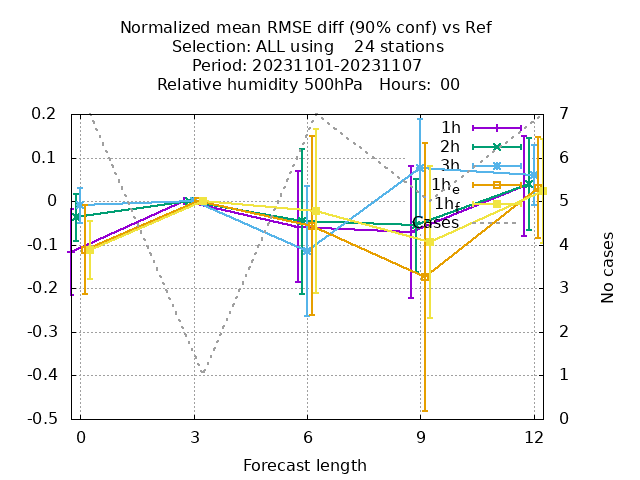 Normalized mean RMSE diff (90% conf) vs Ref
Selection: ALL using    24 stations
Period: 20231101-20231107
Relative humidity 500hPa   Hours:  00
0.2
0.1
0
-0.1
-0.2
-0.3
-0.4
-0.5
7
6
5
4
3
2
1
0
1h
2h
3h
1h_e
1h_f
Cases
No cases
0
3
6
9
12
Forecast length